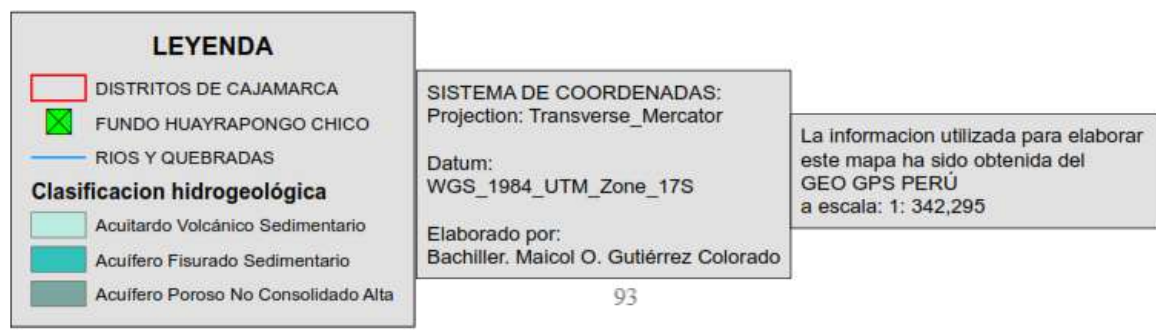 LEYENDA
DISTRITOS DE CAJAMARCA
FUNDO HUAYRAPONGO CHICO
RIOS Y QUEBRADAS
Clasificacion hidrogeológica
Acuitardo Volcánico Sedimentario
Acuífero Fisurado Sedimentario
Acuífero Poroso No Consolidado Alta
SISTEMA DE COORDENADAS:
Projection: Transverse_Mercator
Datum:
WGS_1984_UTM_Zone_17S
Elaborado por:
Bachiller. Maicol O. Gutiérrez Colorado
La informacion utilizada para elaborar
este mapa ha sido obtenida del
GEO GPS PERÚ
a escala: 1: 342,295
93